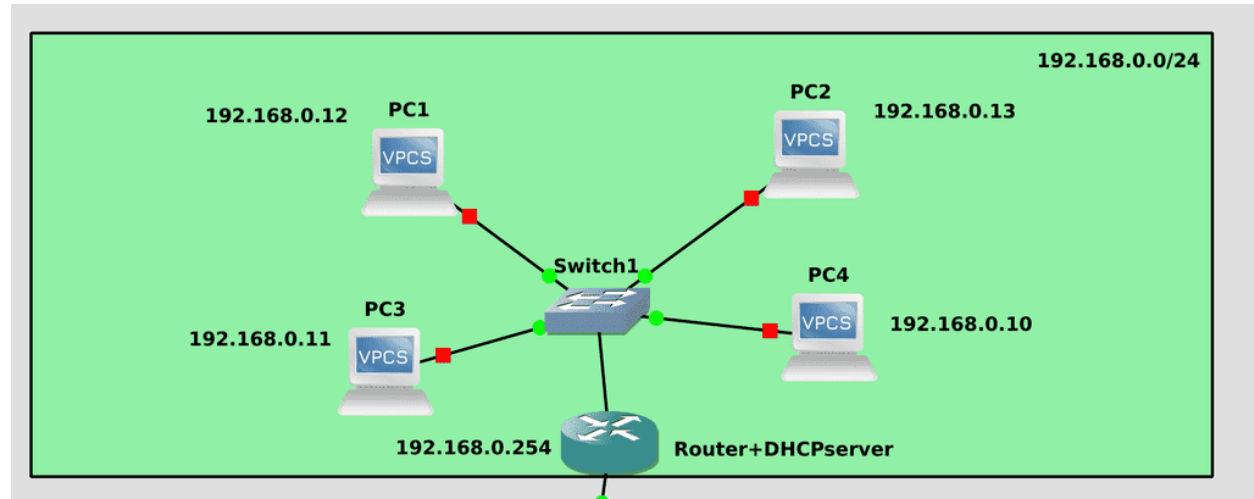 192.168.0.0/24
192.168.0.12
PC1
PC2
192.168.0.13
VPCS
VPCS
Switch1
PC3
PC4
192.168.0.11
VPCS
VPCS
192.168.0.10
192.168.0.254
Router+DHCPserver